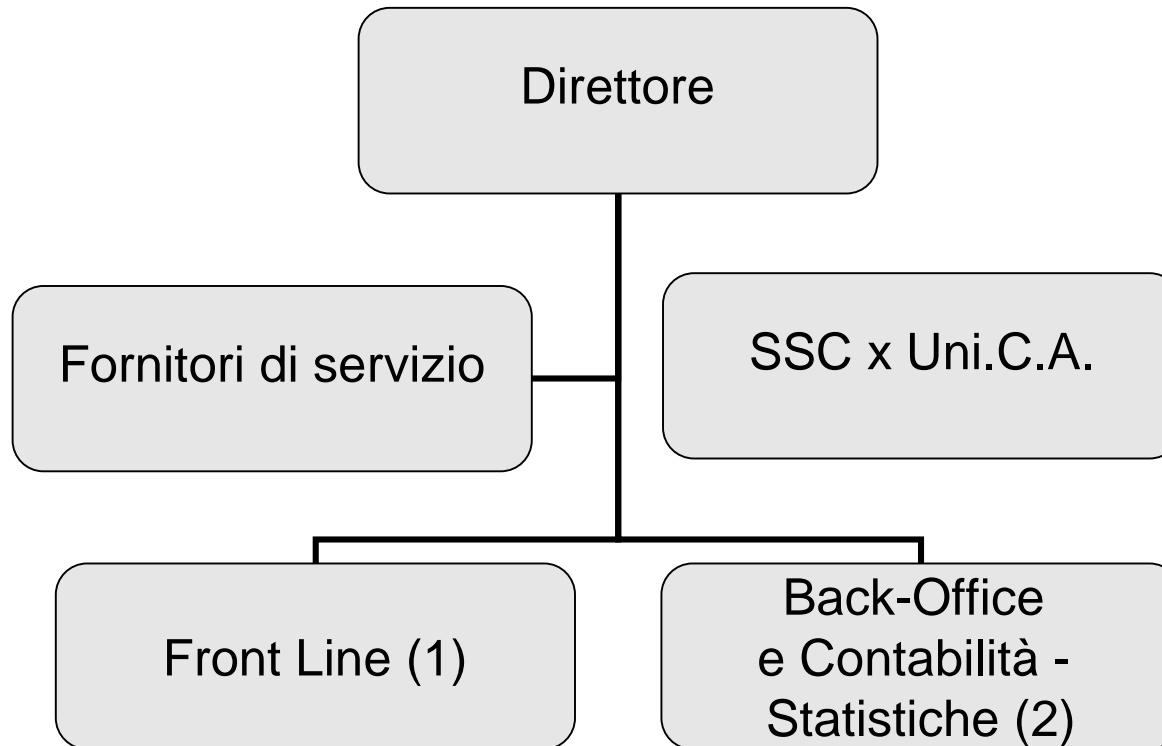 Direttore
Fornitori di servizio
SSC x Uni.C.A.
Front Line (1)
Back-Office
e Contabilità -
Statistiche (2)